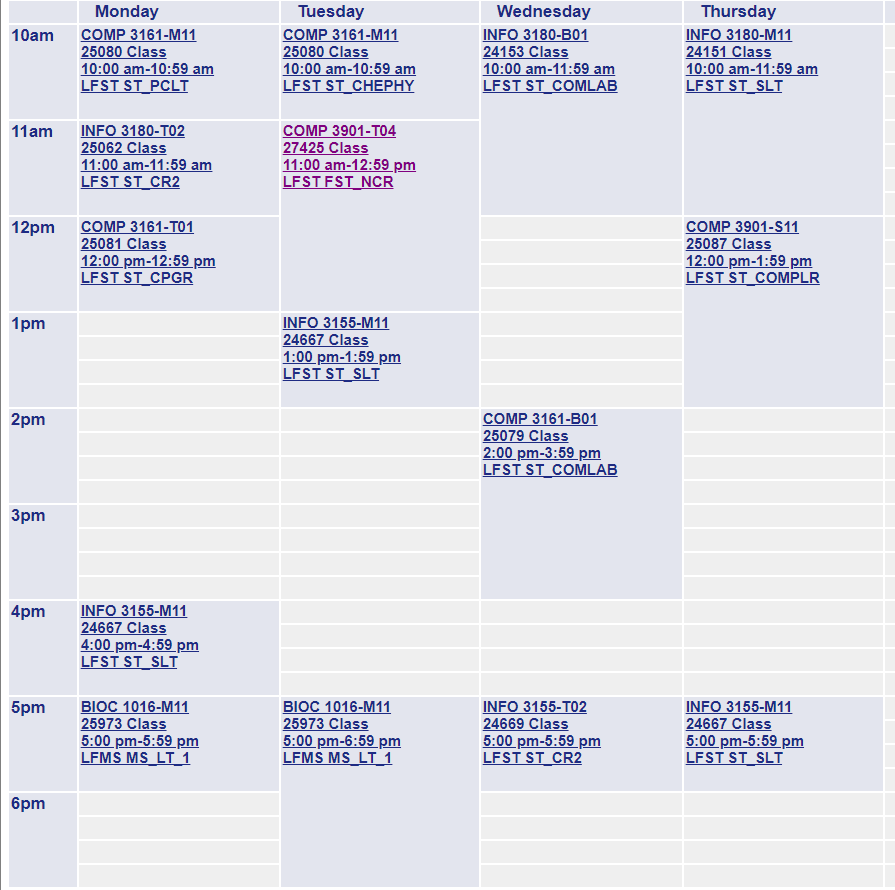 Monday Tuesday Wednesday Thursday
10am
COMP 3161-M11
25080 Class
10:00 am-10:59 am
LFST ST_PCLT
COMP 3161-M11
25080 Class
10:00 am-10:59 am
LFST ST_CHEPHY
INFO 3180-B01
24153 Class
10:00 am-11:59 am
LFST ST_COMLAB
INFO 3180-M11
24151 Class
10:00 am-11:59 am
LFST ST_SLT
11am
INFO 3180-T02
25062 Class
11:00 am-11:59 am
LFST ST_CR2
COMP 3901-T04
27425 Class
11:00 am-12:59 pm
LFST FST_NCR
12pm
COMP 3161-T01
25081 Class
12:00 pm-12:59 pm
LFST ST_CPGR
COMP 3901-S11
25087 Class
12:00 pm-1:59 pm
LFST ST_COMPLR
1pm
INFO 3155-M11
24667 Class
1:00 pm-1:59 pm
LFST ST_SLT
2pm
COMP 3161-B01
25079 Class
2:00 pm-3:59 pm
LFST ST_COMLAB
3pm
4pm
INFO 3155-M11
24667 Class
4:00 pm-4:59 pm
LFST ST_SLT
5pm
BIOC 1016-M11
25973 Class
5:00 pm-5:59 pm
LFMS MS_LT_1
BIOC 1016-M11
25973 Class
5:00 pm-6:59 pm
LFMS MS_LT_1
INFO 3155-T02
24669 Class
5:00 pm-5:59 pm
LFST ST_CR2
INFO 3155-M11
24667 Class
5:00 pm-5:59 pm
LFST ST_SLT
6pm